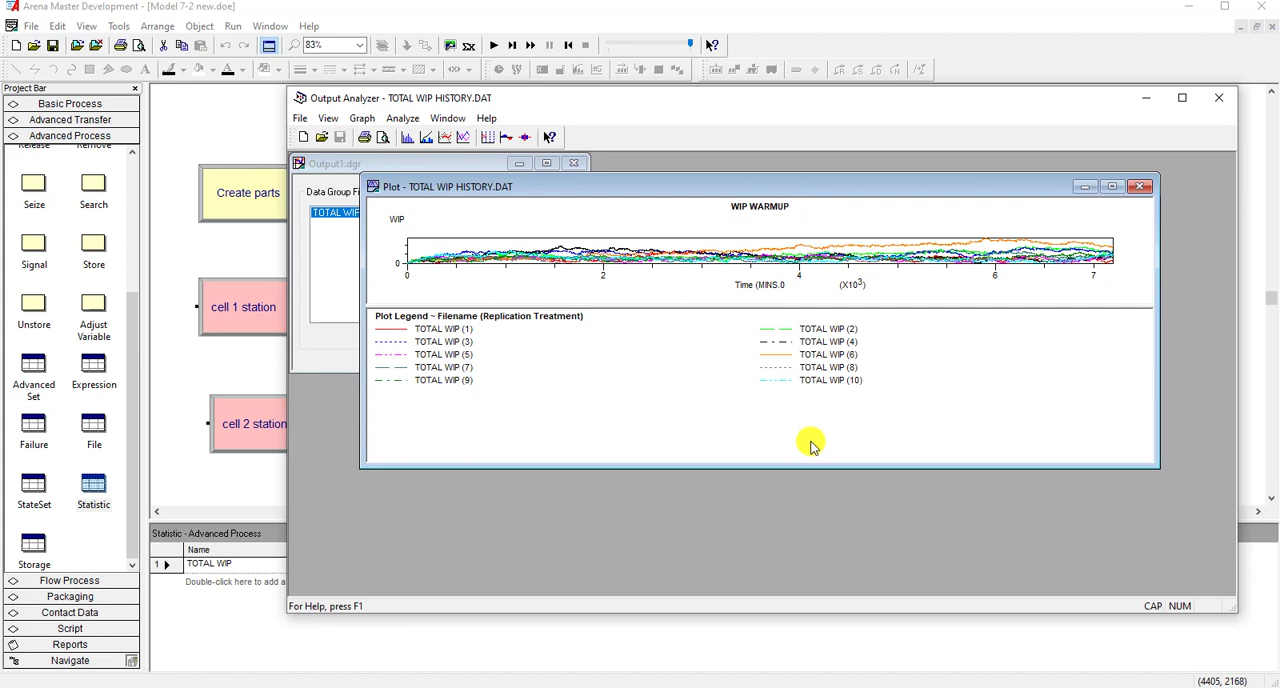 Arena Master Development - [Model 7-2 new.doe]
File Edit View Tools Arrange Object Run Window Help
83%
Project Bar
Basic Process
Advanced Transfer
Advanced Process
Release Remove
Seize Search
Signal Store
Unstore Adjust Variable
Advanced Set Expression
Failure File
StateSet Statistic
Storage
Flow Process
Packaging
Contact Data
Script
Reports
Navigate
Create parts
cell 1 station
cell 2 station
Statistic - Advanced Process
Name
1 TOTAL WIP
Double-click here to add a
Output Analyzer - TOTAL WIP HISTORY.DAT
File View Graph Analyze Window Help
Output1.dgr
Data Group Fi
TOTAL WIP
Plot - TOTAL WIP HISTORY.DAT
WIP WARMUP
WIP
0
0 2 4 6 7
Time (MINS.0 (X10³)
Plot Legend ~ Filename (Replication Treatment)
TOTAL WIP (1) TOTAL WIP (2)
TOTAL WIP (3) TOTAL WIP (4)
TOTAL WIP (5) TOTAL WIP (6)
TOTAL WIP (7) TOTAL WIP (8)
TOTAL WIP (9) TOTAL WIP (10)
For Help, press F1
CAP NUM
(4405, 2168)